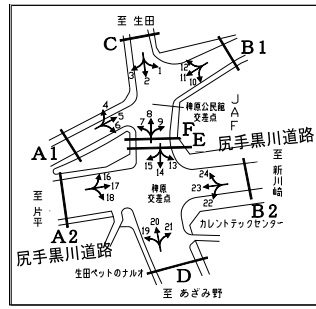 至 生田
C
B1
1
2
3
12
11
10
4
5
6
稗原公民館
交差点
8
7
9
F
E
JAF
尻手黒川道路
A1
15
14
13
至新川崎
16
17
18
稗原
交差点
24
23
22
至片平
A2
尻手黒川道路
B2
カレントテックセンター
20
19
21
生田ペットのナルオ
D
至 あざみ野